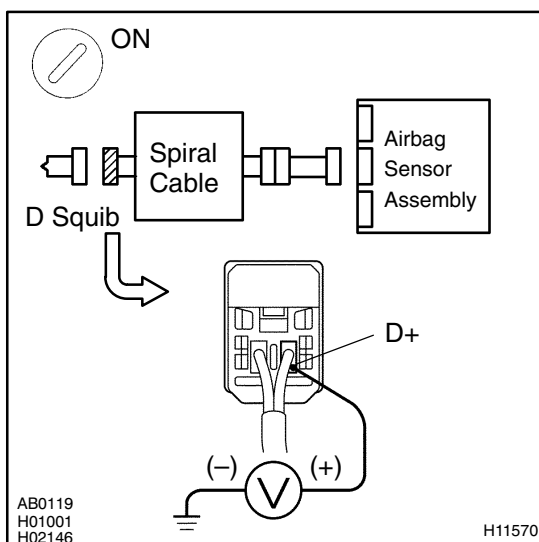 ON
Spiral
Cable
Airbag
Sensor
Assembly
D Squib
D+
(−)
V
(+)
AB0119
H01001
H02146
H11570